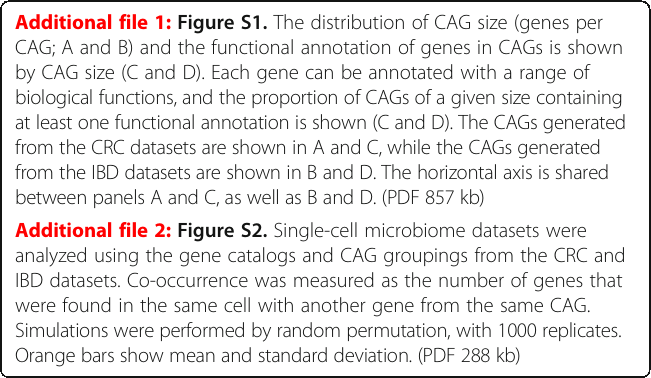 Additional file 1: Figure S1. The distribution of CAG size (genes per
CAG; A and B) and the functional annotation of genes in CAGs is shown
by CAG size (C and D). Each gene can be annotated with a range of
biological functions, and the proportion of CAGs of a given size containing
at least one functional annotation is shown (C and D). The CAGs generated
from the CRC datasets are shown in A and C, while the CAGs generated
from the IBD datasets are shown in B and D. The horizontal axis is shared
between panels A and C, as well as B and D. (PDF 857 kb)
Additional file 2: Figure S2. Single-cell microbiome datasets were
analyzed using the gene catalogs and CAG groupings from the CRC and
IBD datasets. Co-occurrence was measured as the number of genes that
were found in the same cell with another gene from the same CAG.
Simulations were performed by random permutation, with 1000 replicates.
Orange bars show mean and standard deviation. (PDF 288 kb)